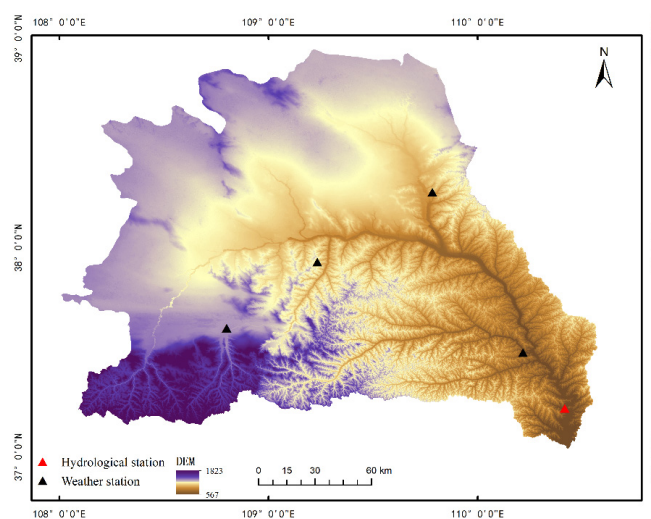 108° 0'0"E 109° 0'0"E 110° 0'0"E
39° 0'0"N
N
38° 0'0"N
37° 0'0"N
Hydrological station
Weather station
DEM
1823
567
0 15 30 60 km
108° 0'0"E 109° 0'0"E 110° 0'0"E